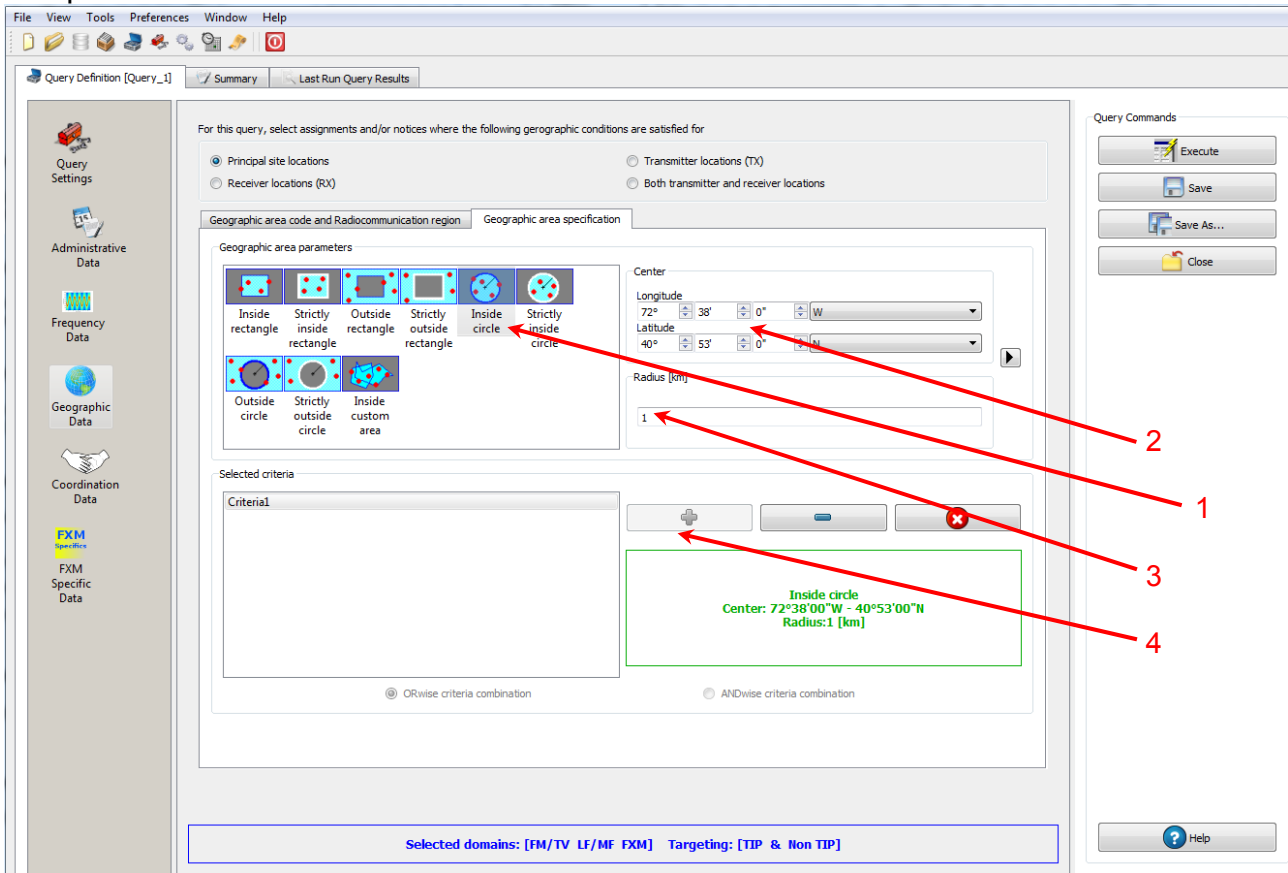 File View Tools Preferences Window Help
Query Definition [Query_1] Summary Last Run Query Results
Query
Settings
Administrative
Data
Frequency
Data
Geographic
Data
Coordination
Data
FXM
Specifics
FXM
Specific
Data
For this query, select assignments and/or notices where the following gerographic conditions are satisfied for
Principal site locations
Transmitter locations (TX)
Receiver locations (RX)
Both transmitter and receiver locations
Geographic area code and Radiocommunication region Geographic area specification
Geographic area parameters
Inside
rectangle
Strictly
inside
rectangle
Outside
rectangle
Strictly
outside
rectangle
Inside
circle
Strictly
inside
circle
Outside
circle
Strictly
outside
circle
Inside
custom
area
Center
Longitude
72° 38' 0" W
Latitude
40° 53' 0" N
Radius [km]
1
Selected criteria
Criteria1
Inside circle
Center: 72°38'00"W - 40°53'00"N
Radius:1 [km]
ORwise criteria combination
ANDwise criteria combination
Selected domains: [FM/TV LF/MF FXM] Targeting: [TIP & Non TIP]
Query Commands
Execute
Save
Save As...
Close
Help
2
1
3
4